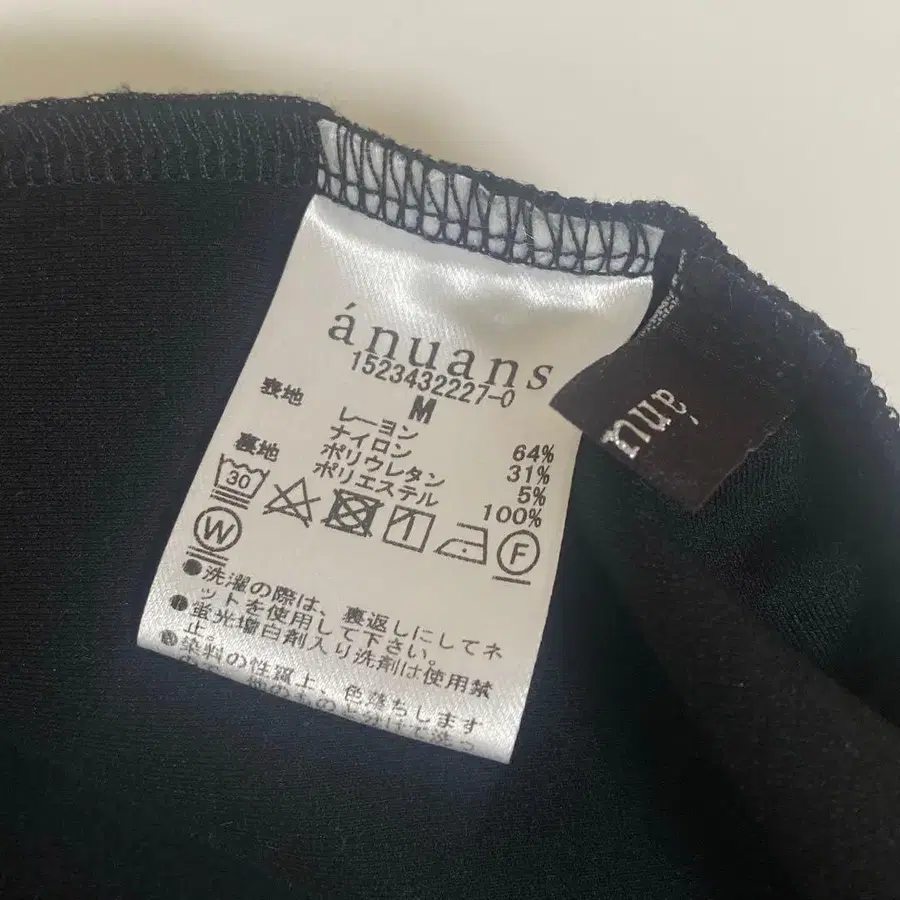 ánuans
1523432227-0
M
表地 レーヨン 64%
ナイロン 31%
ポリウレタン 5%
裏地 ポリエステル 100%
30
W
F
●洗濯の際は、裏返しにしてネ
ットを使用して下さい。
●蛍光増白剤入り洗剤は使用禁
止。
●染料の性質上、色落ちします
ánu